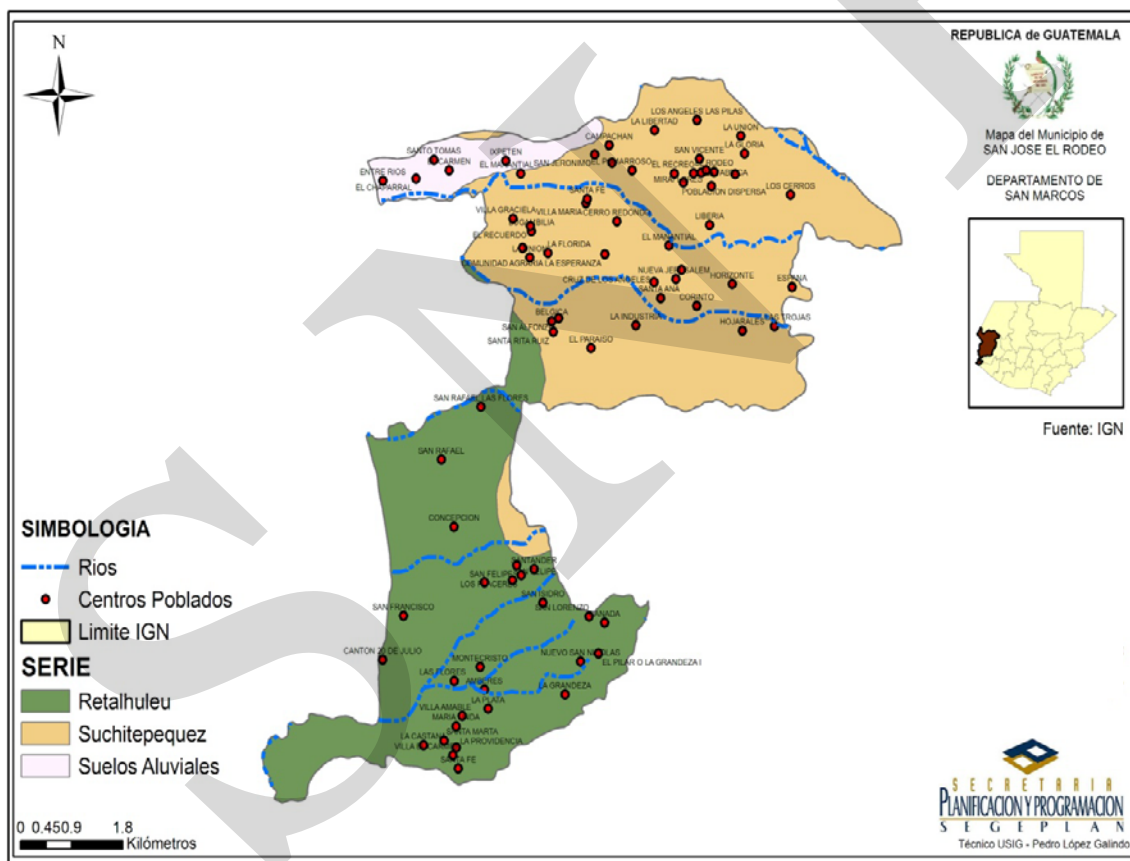 N
REPUBLICA de GUATEMALA
Mapa del Municipio de
SAN JOSE EL RODEO
DEPARTAMENTO DE
SAN MARCOS
Fuente: IGN
LOS ANGELES LAS PILAS
LA LIBERTAD
LA UNION
CAMPACHAN
LA GLORIA
SANTO TOMAS
IXPETEN
SAN VICENTE
EL MANANTIAL
SAN JERONIMO
EL RECREO
RODEO
ENTRE RIOS
EL CHAPARRAL
POBLACION DISPERSA
LOS CERROS
SANTA FE
VILLA GRACIELA
VILLA MARIA
CERRO REDONDO
LIBERIA
EL RECUERDO
EL MANANTIAL
LA FLORIDA
COMUNIDAD AGRARIA LA ESPERANZA
HORIZONTE
ESPAÑA
SANTA ANA
CORINTO
BELGICA
LA INDUSTRIA
HOJARALES
SANTA RITA RUIZ
EL PARAISO
SAN RAFAEL LAS FLORES
SAN RAFAEL
CONCEPCION
SANTANDER
SAN FELIPE
SAN ISIDRO
SAN LORENZO
SAN FRANCISCO
MONTECRISTO
NUEVO SAN NICOLAS
EL PILAR O LA GRANDEZA I
LAS FLORES
LA GRANDEZA
LA PLATA
VILLA AMABLE
SANTA MARTA
LA CASTANA
LA PROVIDENCIA
SANTA FE
SIMBOLOGIA
Rios
Centros Poblados
Limite IGN
SERIE
Retalhuleu
Suchitepequez
Suelos Aluviales
0 0.450.9 1.8
Kilómetros
SECRETARIA
PLANIFICACION Y PROGRAMACION
SEGEPLAN
Técnico USIG - Pedro López Galindo